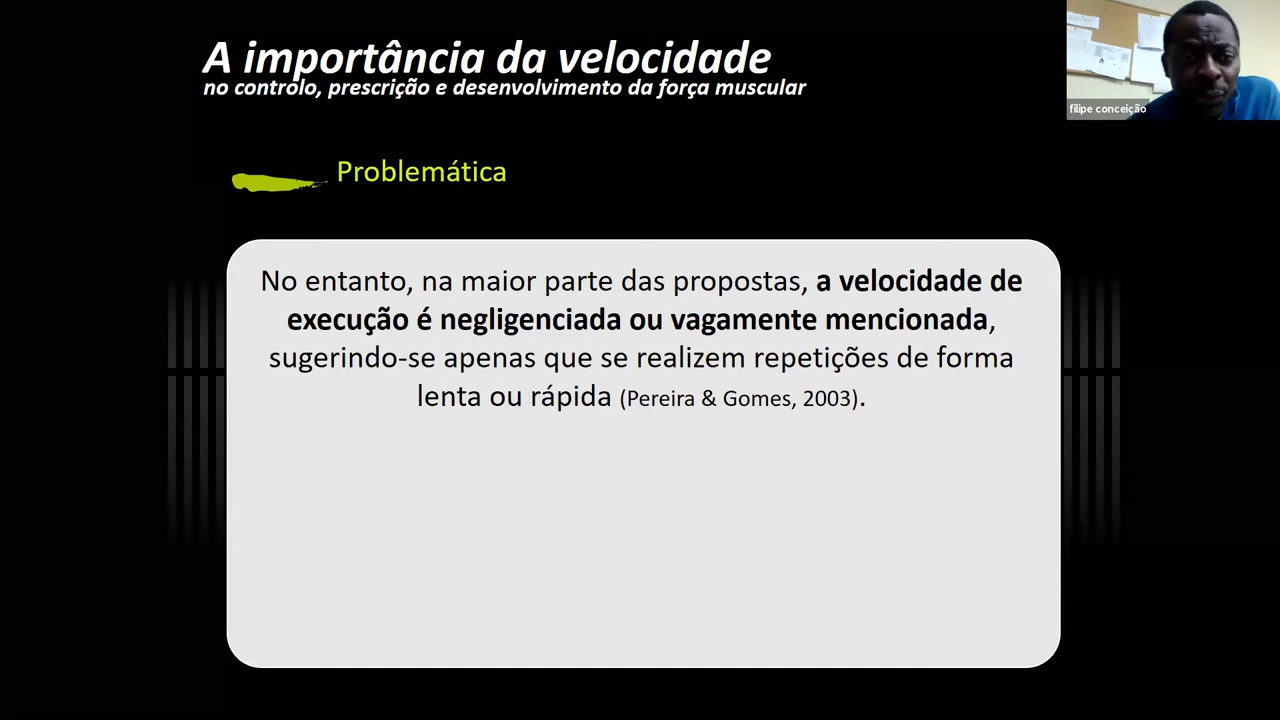 A importância da velocidade
no controlo, prescrição e desenvolvimento da força muscular
filipe conceição
Problemática
No entanto, na maior parte das propostas, a velocidade de
execução é negligenciada ou vagamente mencionada,
sugerindo-se apenas que se realizem repetições de forma
lenta ou rápida (Pereira & Gomes, 2003).